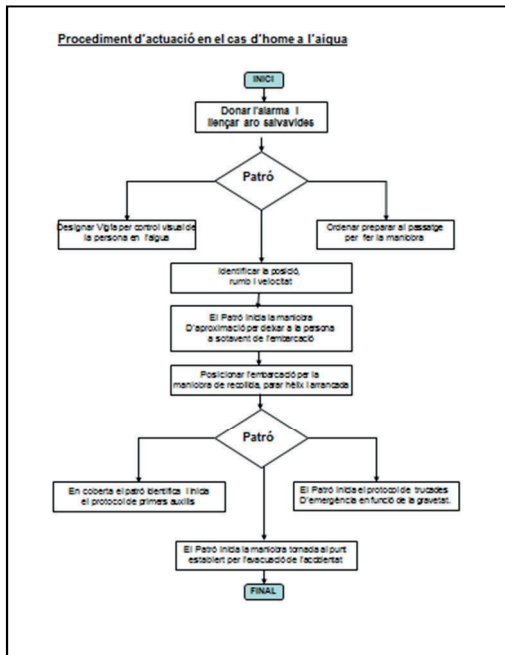 Procediment d'actuació en el cas d'home a l'aigua
INICI
Donar l'alarma i
llençar aro salvavides
Patró
Designar Vigia per control visual de
la persona en l'aigua
Ordenar preparar al passatge
per fer la maniobra
Identificar la posició,
rumb i velocitat
El Patró inicia la maniobra
D'aproximació per deixar a la persona
a sotavent de l'embarcació
Posicionar l'embarcació per la
maniobra de recollida, parar hèlix i arrancada
Patró
En coberta el patró identifica i inicia
el protocol de primers auxilis
El Patró inicia el protocol de trucades
D'emergència en funció de la gravetat.
El Patró inicia la maniobra tornada al punt
establert per l'evacuació de l'accidentat
FINAL